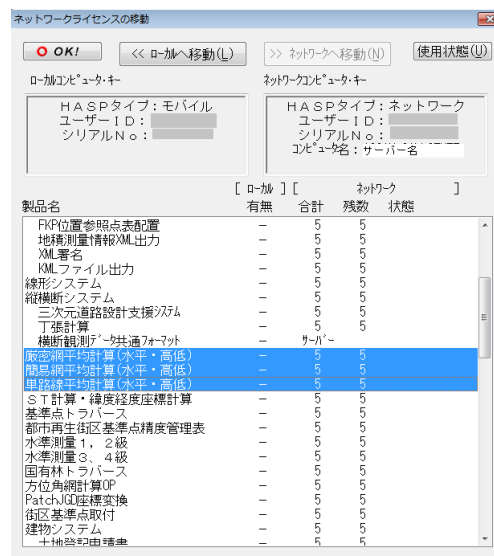 ネットワークライセンスの移動
OK! << ローカルへ移動(L) >> ネットワークへ移動(N) 使用状態(U)
ローカルコンピュータ・キー ネットワークコンピュータ・キー
HASPタイプ:モバイル HASPタイプ:ネットワーク
ユーザーID: ユーザーID:
シリアルNo: シリアルNo:
コンピュータ名:サーバー名
[ ローカル ] [ ネットワーク ]
製品名 有無 合計 残数 状態
FKP位置参照点表配置 − 5 5
地積測量情報XML出力 − 5 5
XML署名 − 5 5
KMLファイル出力 − 5 5
線形システム − 5 5
縦横断システム − 5 5
三次元道路設計支援システム − 5 5
丁張計算 − 5 5
横断観測データ共通フォーマット − サーバー
厳密網平均計算(水平・高低) − 5 5
簡易網平均計算(水平・高低) − 5 5
単路線平均計算(水平・高低) − 5 5
ST計算・緯度経度座標計算 − 5 5
基準点トラバース − 5 5
都市再生街区基準点精度管理表 − 5 5
水準測量1,2級 − 5 5
水準測量3、4級 − 5 5
国有林トラバース − 5 5
方位角網計算OP − 5 5
PatchJGD座標変換 − 5 5
街区基準点取付 − 5 5
建物システム − 5 5
土地登記申請書 − 5 5